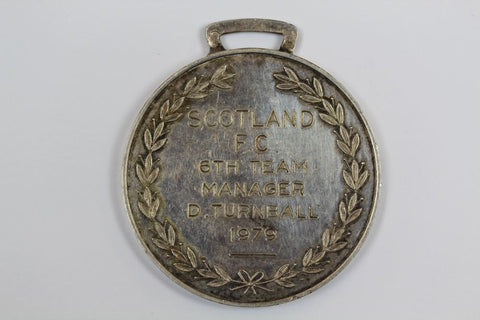 SCOTLAND
F.C.
6TH TEAM
MANAGER
D. TURNBALL
1979